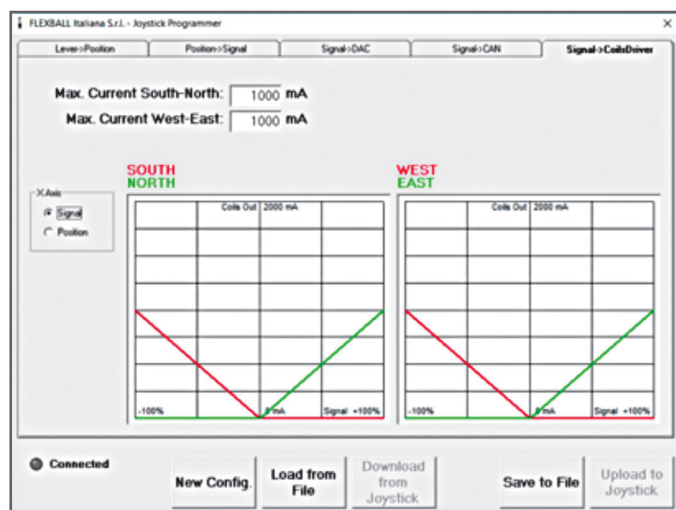 FLEXBALL Italiana S.r.l. - Joystick Programmer
Lever->Position Position->Signal Signal->DAC Signal->CAN Signal->CoilsDriver
Max. Current South-North: 1000 mA
Max. Current West-East: 1000 mA
SOUTH
NORTH
WEST
EAST
X Axis
Signal
Position
Coils Out 2000 mA
-100% 0 mA Signal +100%
Coils Out 2000 mA
-100% 0 mA Signal +100%
Connected
New Config.
Load from
File
Download
from
Joystick
Save to File
Upload to
Joystick